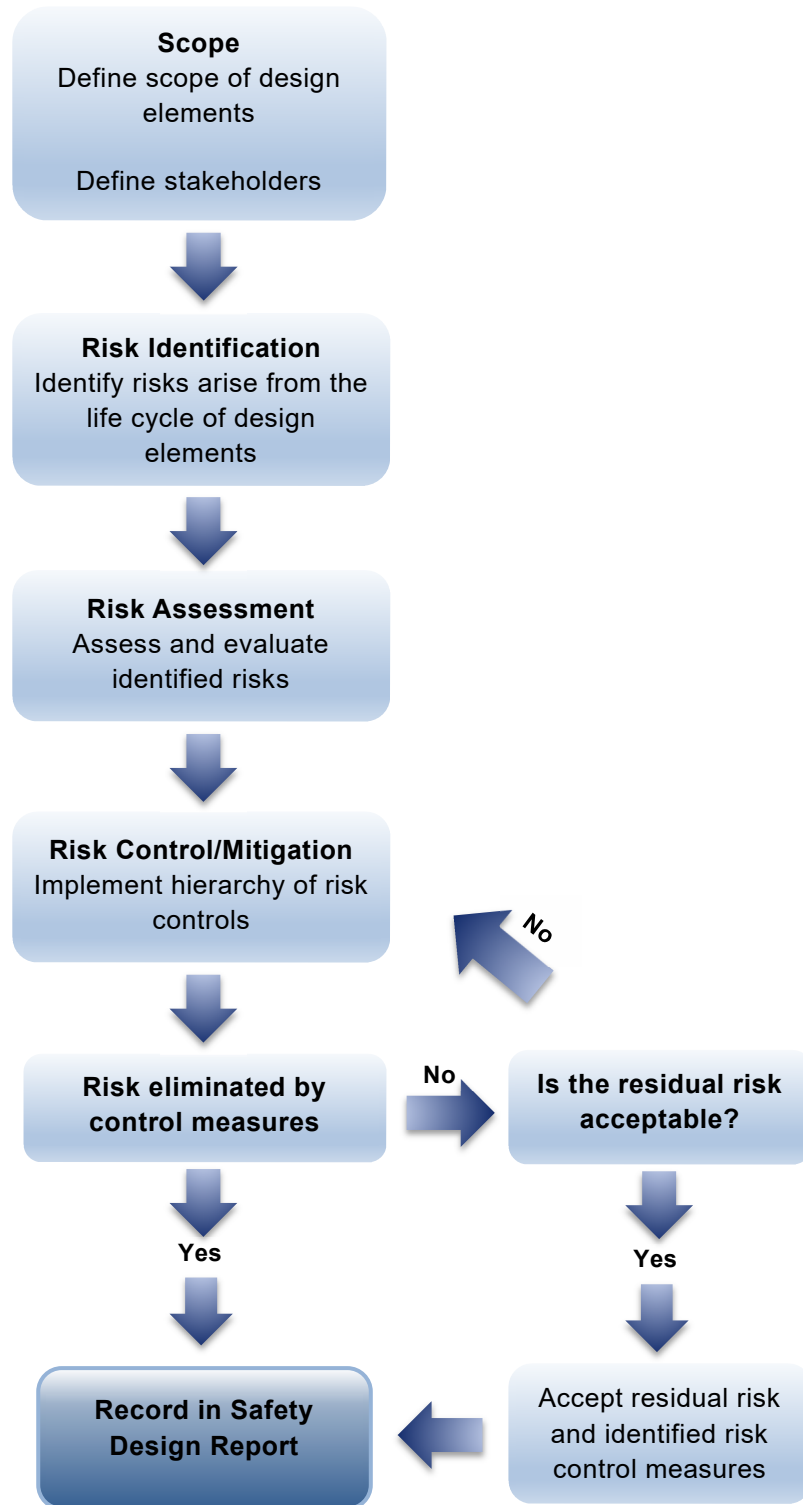 Scope
Define scope of design
elements
Define stakeholders
Risk Identification
Identify risks arise from the
life cycle of design
elements
Risk Assessment
Assess and evaluate
identified risks
Risk Control/Mitigation
Implement hierarchy of risk
controls
No
Risk eliminated by
control measures
No
Is the residual risk
acceptable?
Yes
Yes
Record in Safety
Design Report
Accept residual risk
and identified risk
control measures